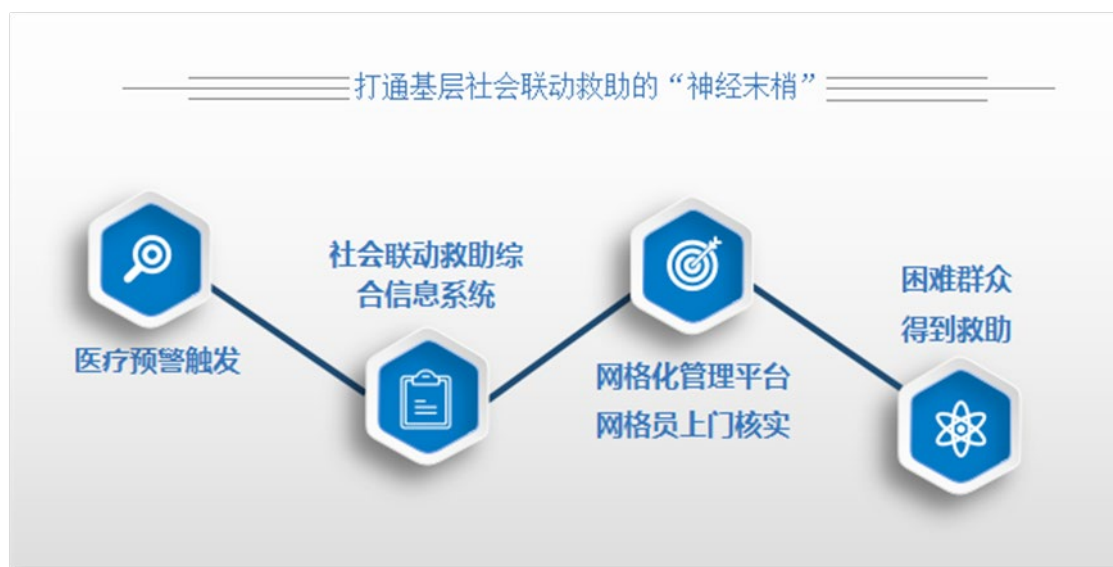 打通基层社会联动救助的“神经末梢”
医疗预警触发
社会联动救助综
合信息系统
网格化管理平台
网格员上门核实
困难群众
得到救助